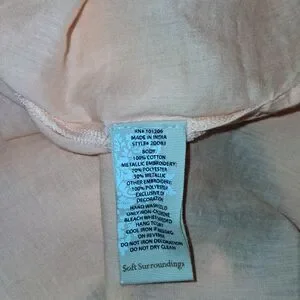 RN# 101206
MADE IN INDIA
BODY:
100% COTTON
METALLIC EMBROIDERY:
70% POLYESTER
30% METALLIC
OTHER EMBROIDERY:
100% POLYESTER
EXCLUSIVE OF
DECORATION
HAND WASH COLD
ONLY NON-CHLORINE
BLEACH WHEN NEEDED
HANG TO DRY
COOL IRON IF NEEDED
ON REVERSE
DO NOT IRON DECORATION
DO NOT DRY CLEAN
Soft Surroundings